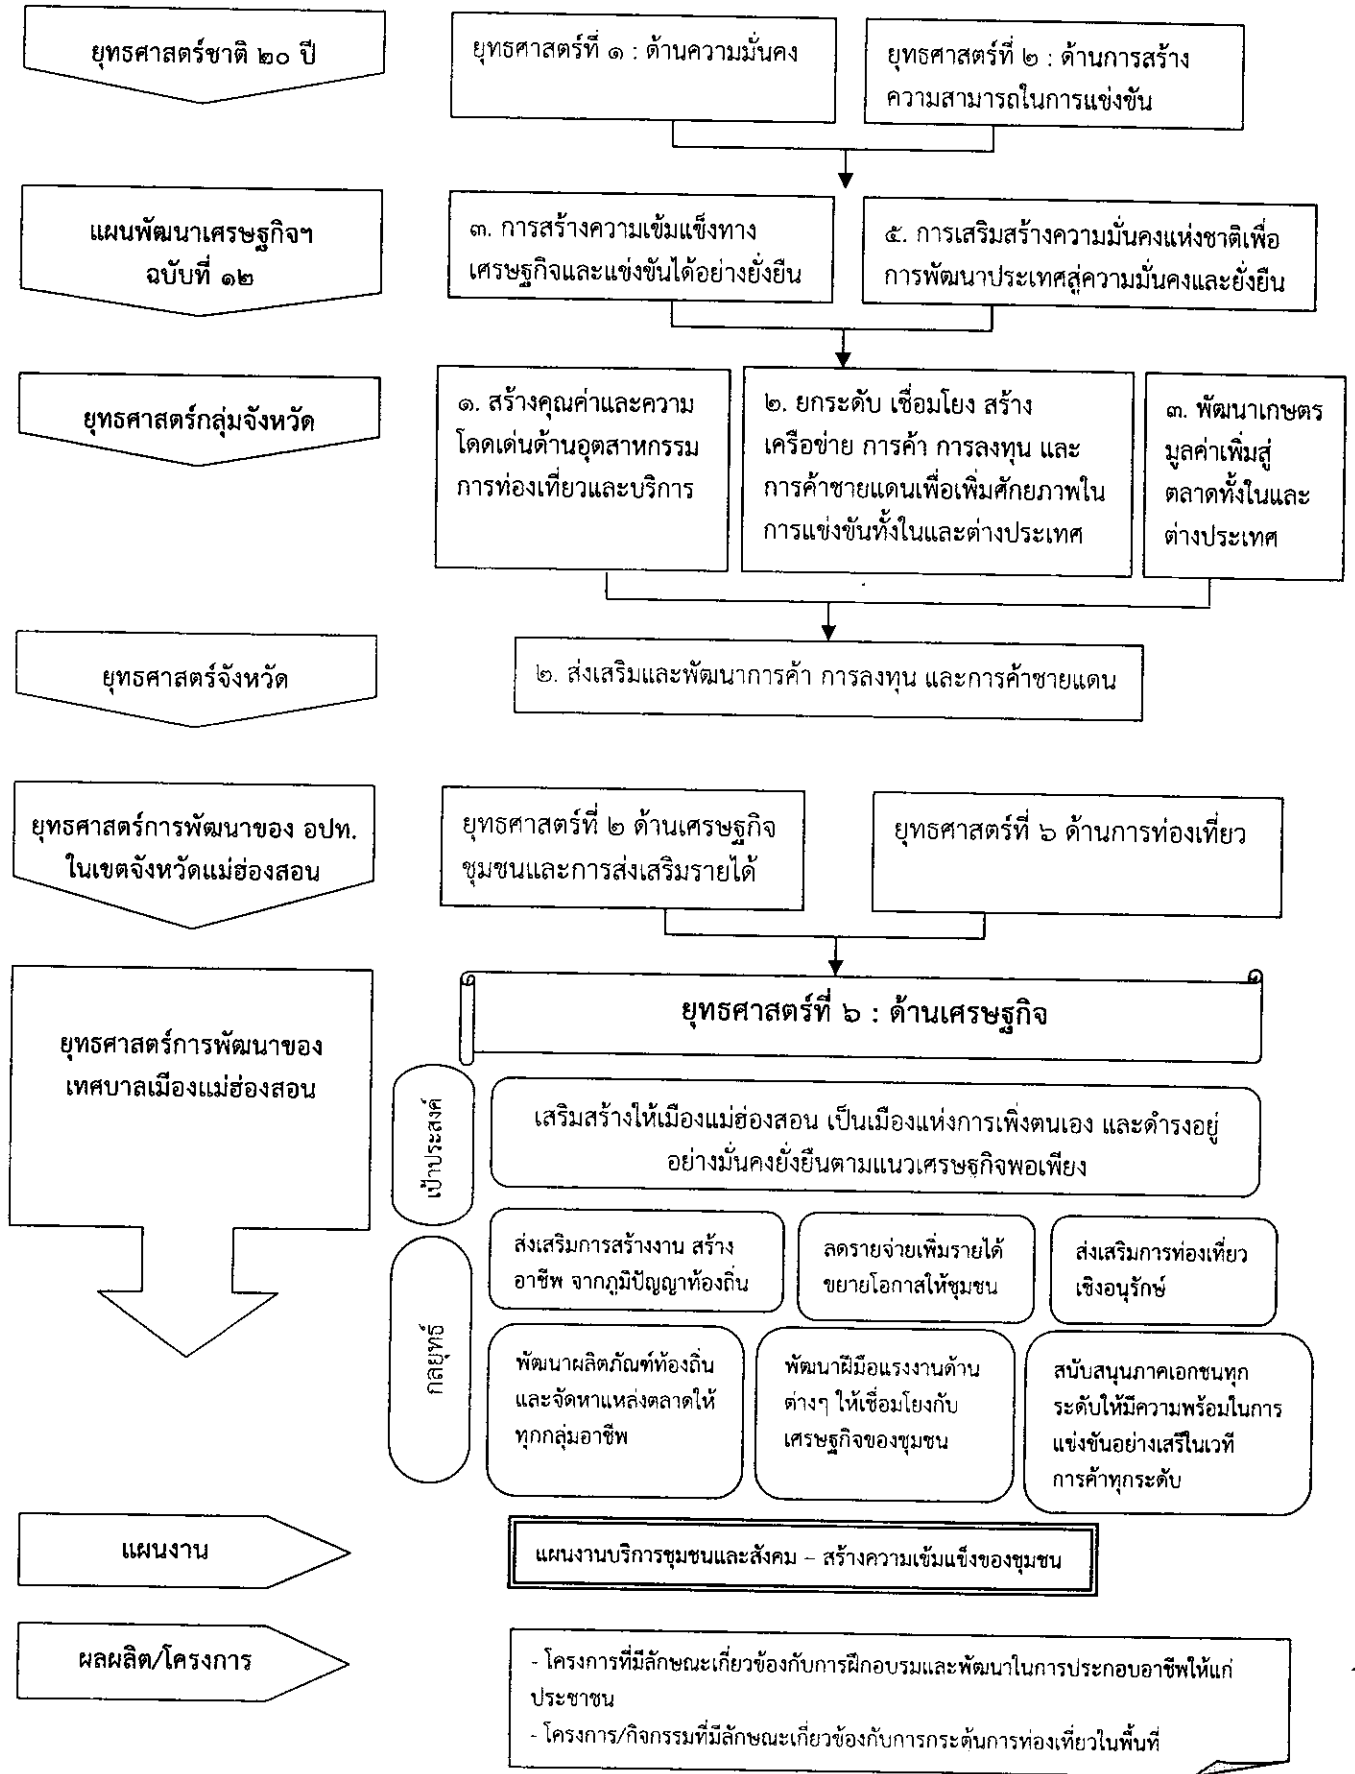 ยุทธศาสตร์ชาติ ๒๐ ปี
ยุทธศาสตร์ที่ ๑ : ด้านความมั่นคง
ยุทธศาสตร์ที่ ๒ : ด้านการสร้าง
ความสามารถในการแข่งขัน
แผนพัฒนาเศรษฐกิจฯ
ฉบับที่ ๑๒
๓. การสร้างความเข้มแข็งทาง
เศรษฐกิจและแข่งขันได้อย่างยั่งยืน
๕. การเสริมสร้างความมั่นคงแห่งชาติเพื่อ
การพัฒนาประเทศสู่ความมั่นคงและยั่งยืน
ยุทธศาสตร์กลุ่มจังหวัด
๑. สร้างคุณค่าและความ
โดดเด่นด้านอุตสาหกรรม
การท่องเที่ยวและบริการ
๒. ยกระดับ เชื่อมโยง สร้าง
เครือข่าย การค้า การลงทุน และ
การค้าชายแดนเพื่อเพิ่มศักยภาพใน
การแข่งขันทั้งในและต่างประเทศ
๓. พัฒนาเกษตร
มูลค่าเพิ่มสู่
ตลาดทั้งในและ
ต่างประเทศ
ยุทธศาสตร์จังหวัด
๒. ส่งเสริมและพัฒนาการค้า การลงทุน และการค้าชายแดน
ยุทธศาสตร์การพัฒนาของ อปท.
ในเขตจังหวัดแม่ฮ่องสอน
ยุทธศาสตร์ที่ ๒ ด้านเศรษฐกิจ
ชุมชนและการส่งเสริมรายได้
ยุทธศาสตร์ที่ ๖ ด้านการท่องเที่ยว
ยุทธศาสตร์การพัฒนาของ
เทศบาลเมืองแม่ฮ่องสอน
ยุทธศาสตร์ที่ ๖ : ด้านเศรษฐกิจ
เป้าประสงค์
เสริมสร้างให้เมืองแม่ฮ่องสอน เป็นเมืองแห่งการเพิ่งตนเอง และดำรงอยู่
อย่างมั่นคงยั่งยืนตามแนวเศรษฐกิจพอเพียง
กลยุทธ์
ส่งเสริมการสร้างงาน สร้าง
อาชีพ จากภูมิปัญญาท้องถิ่น
ลดรายจ่ายเพิ่มรายได้
ขยายโอกาสให้ชุมชน
ส่งเสริมการท่องเที่ยว
เชิงอนุรักษ์
พัฒนาผลิตภัณฑ์ท้องถิ่น
และจัดหาแหล่งตลาดให้
ทุกกลุ่มอาชีพ
พัฒนาฝีมือแรงงานด้าน
ต่างๆ ให้เชื่อมโยงกับ
เศรษฐกิจของชุมชน
สนับสนุนภาคเอกชนทุก
ระดับให้มีความพร้อมในการ
แข่งขันอย่างเสรีในเวที
การค้าทุกระดับ
แผนงาน
แผนงานบริการชุมชนและสังคม – สร้างความเข้มแข็งของชุมชน
ผลผลิต/โครงการ
- โครงการที่มีลักษณะเกี่ยวข้องกับการฝึกอบรมและพัฒนาในการประกอบอาชีพให้แก่
ประชาชน
- โครงการ/กิจกรรมที่มีลักษณะเกี่ยวข้องกับการกระตุ้นการท่องเที่ยวในพื้นที่